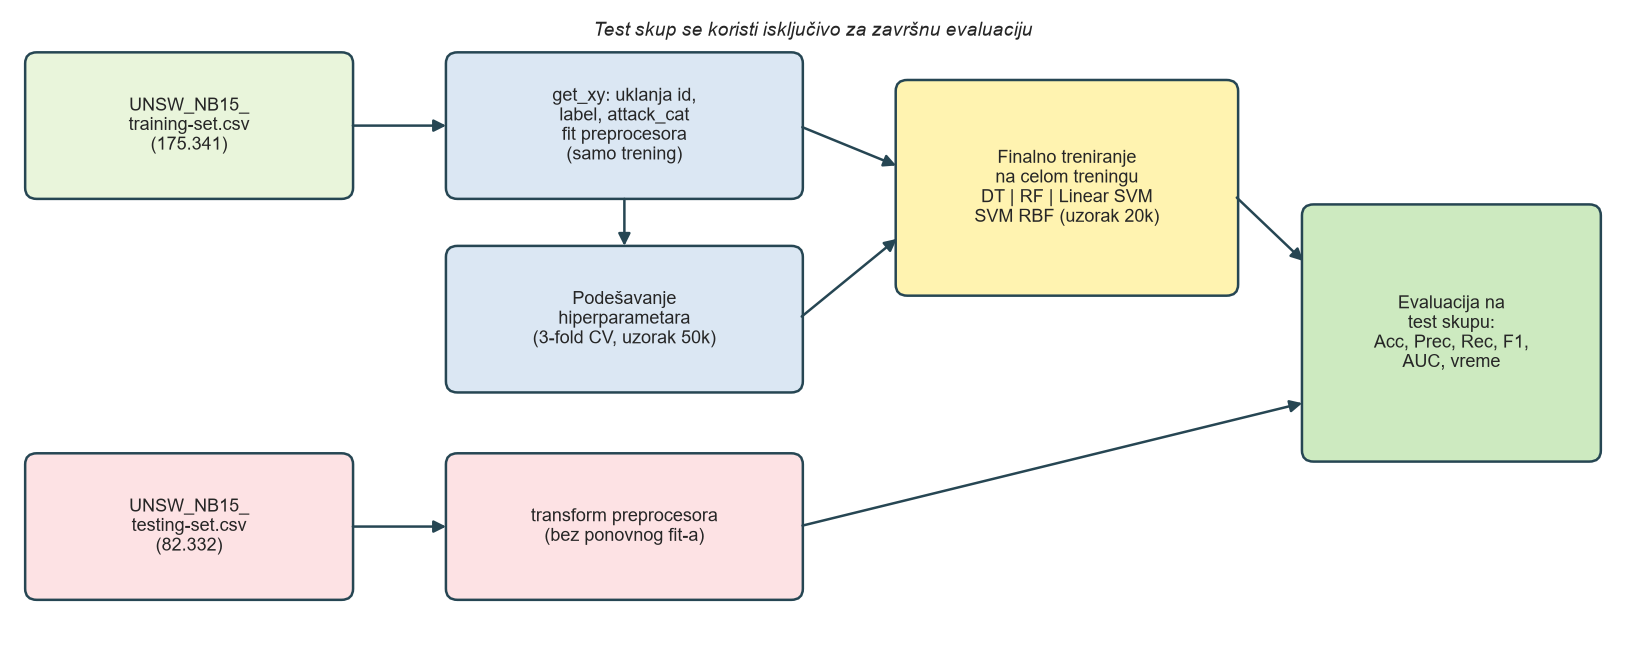 Test skup se koristi isključivo za završnu evaluaciju
UNSW_NB15_
training-set.csv
(175.341)
get_xy: uklanja id,
label, attack_cat
fit preprocesora
(samo trening)
Finalno treniranje
na celom treningu
DT | RF | Linear SVM
SVM RBF (uzorak 20k)
Podešavanje
hiperparametara
(3-fold CV, uzorak 50k)
Evaluacija na
test skupu:
Acc, Prec, Rec, F1,
AUC, vreme
UNSW_NB15_
testing-set.csv
(82.332)
transform preprocesora
(bez ponovnog fit-a)